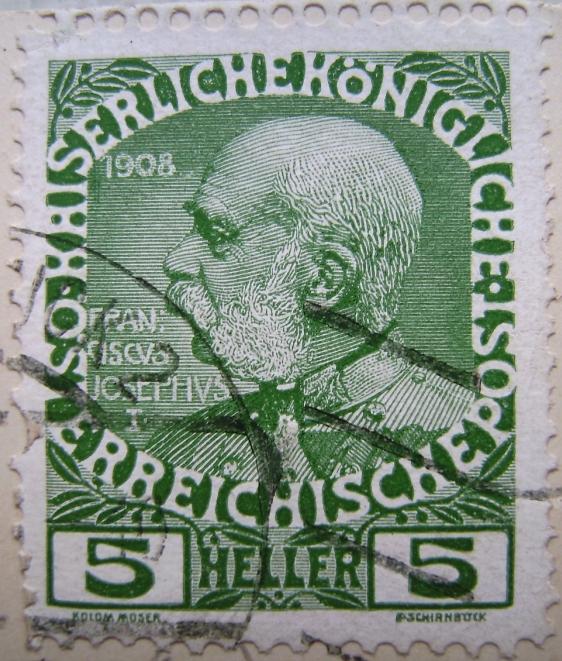 KAISERLICHE KÖNIGLICHE
ÖSTERREICHISCHE POST
1908
FRAN
CISCVS
IOSEPHVS
I
5 HELLER 5
KOLOM.MOSER. F.SCHIRNBÖCK